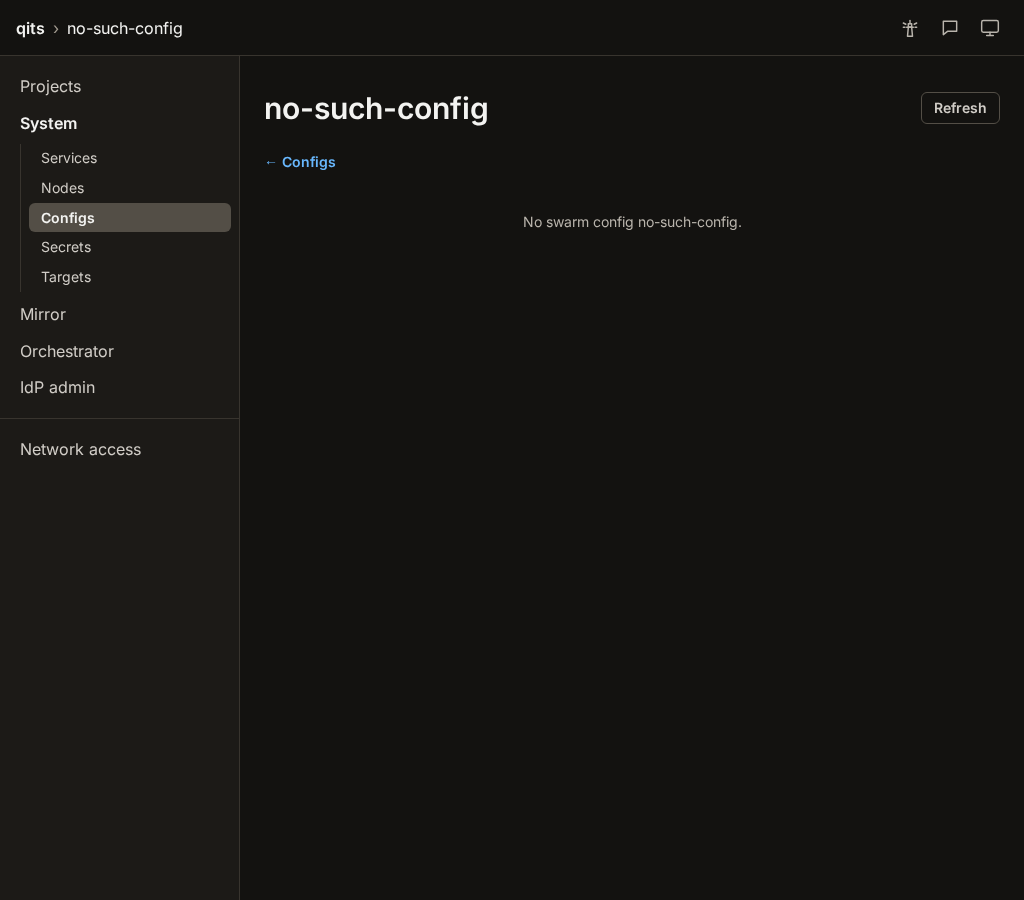 qits › no-such-config
Projects
System
Services
Nodes
Configs
Secrets
Targets
Mirror
Orchestrator
IdP admin
Network access
no-such-config
Refresh
← Configs
No swarm config no-such-config.